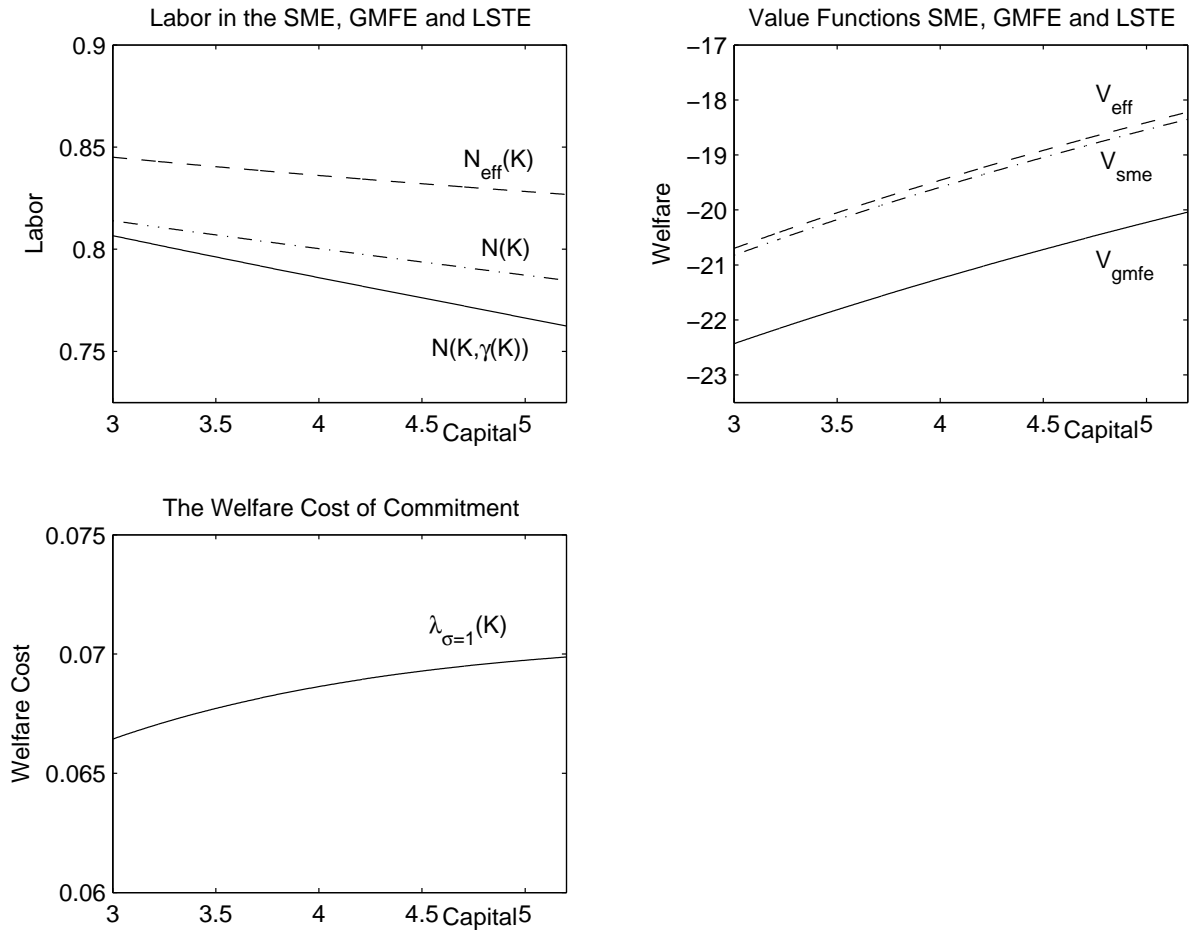 Labor in the SME, GMFE and LSTE
0.9
0.85
0.8
0.75
Labor
N_eff(K)
N(K)
N(K,γ(K))
3
3.5
4
4.5
Capital
5
Value Functions SME, GMFE and LSTE
−17
−18
−19
−20
−21
−22
−23
Welfare
V_eff
V_sme
V_gmfe
3
3.5
4
4.5
Capital
5
The Welfare Cost of Commitment
0.075
0.07
0.065
0.06
Welfare Cost
λ_σ=1(K)
3
3.5
4
4.5
Capital
5